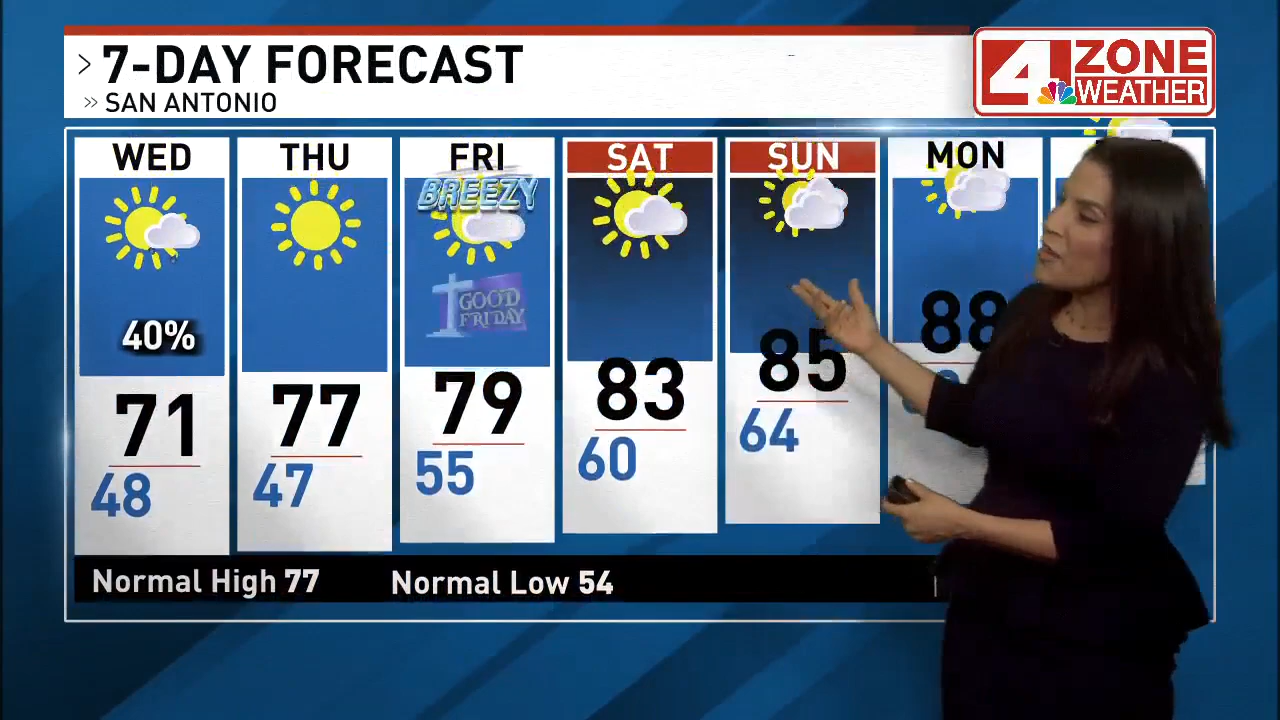 > 7-DAY FORECAST
» SAN ANTONIO
4 ZONE
WEATHER
WED
THU
FRI
SAT
SUN
MON
BREEZY
GOOD
FRIDAY
40%
71
48
77
47
79
55
83
60
85
64
88
Normal High 77
Normal Low 54